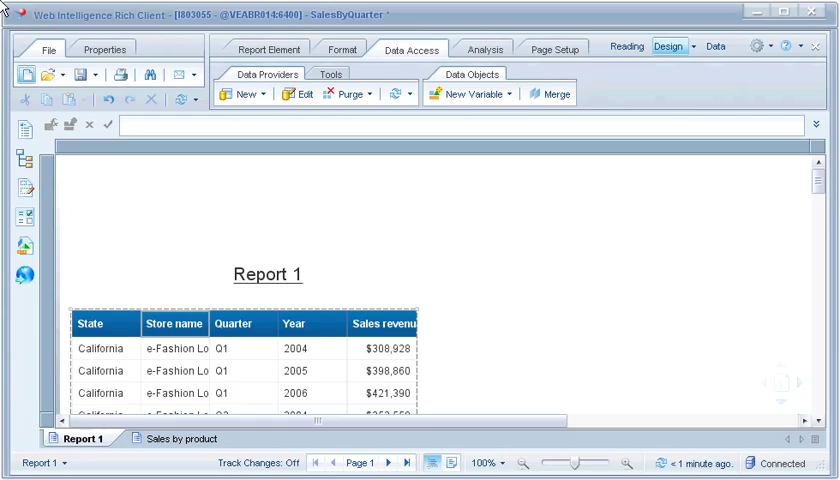 Web Intelligence Rich Client - [I803055 - @VEABR014:6400] - SalesByQuarter *
File Properties Report Element Format Data Access Analysis Page Setup Reading Design Data
Data Providers Tools Data Objects
New Edit Purge New Variable Merge
Report 1
State Store name Quarter Year Sales revenu
California e-Fashion Lo Q1 2004 $308,928
California e-Fashion Lo Q1 2005 $398,860
California e-Fashion Lo Q1 2006 $421,390
Report 1 Sales by product
Report 1 Track Changes: Off Page 1 100% < 1 minute ago. Connected